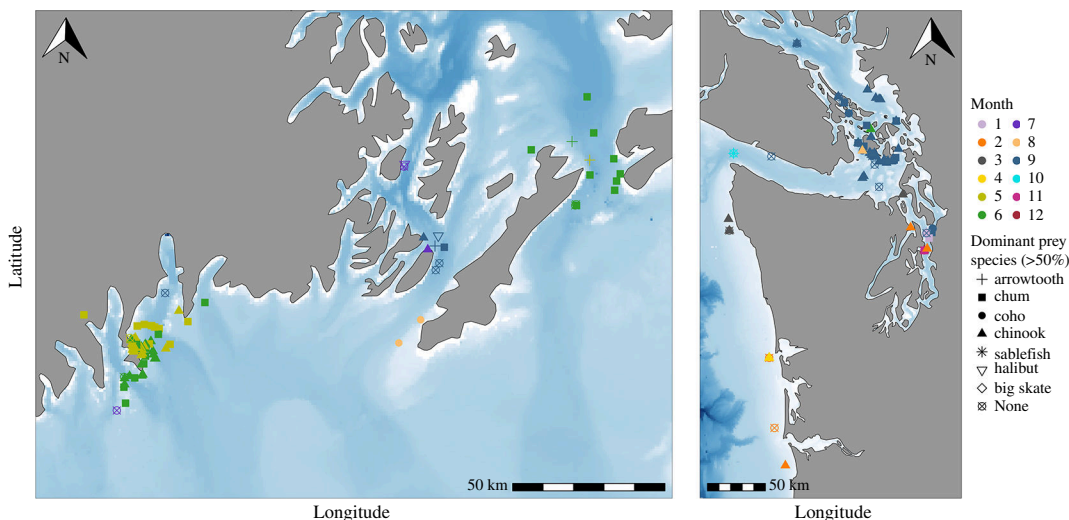 N
N
Latitude
50 km
50 km
Longitude
Longitude
Month
1 7
2 8
3 9
4 10
5 11
6 12
Dominant prey
species (>50%)
arrowtooth
chum
coho
chinook
sablefish
halibut
big skate
None